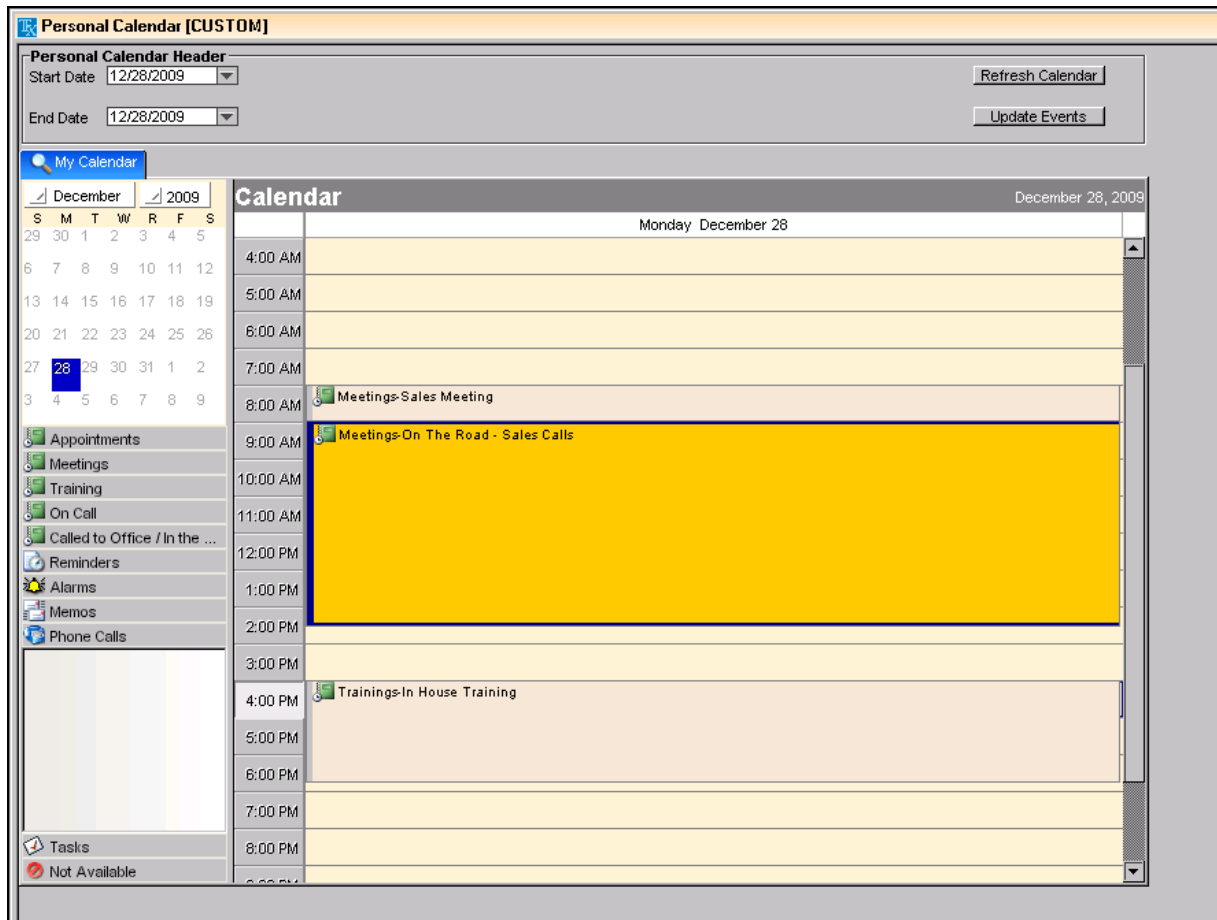 Personal Calendar [CUSTOM]
Personal Calendar Header
Start Date 12/28/2009
Refresh Calendar
End Date 12/28/2009
Update Events
My Calendar
December 2009
Calendar December 28, 2009
S M T W R F S
Monday December 28
29 30 1 2 3 4 5
6 7 8 9 10 11 12
13 14 15 16 17 18 19
20 21 22 23 24 25 26
27 28 29 30 31 1 2
3 4 5 6 7 8 9
Appointments
Meetings
Training
On Call
Called to Office / In the ...
Reminders
Alarms
Memos
Phone Calls
Tasks
Not Available
4:00 AM
5:00 AM
6:00 AM
7:00 AM
8:00 AM Meetings-Sales Meeting
9:00 AM Meetings-On The Road - Sales Calls
10:00 AM
11:00 AM
12:00 PM
1:00 PM
2:00 PM
3:00 PM
4:00 PM Trainings-In House Training
5:00 PM
6:00 PM
7:00 PM
8:00 PM